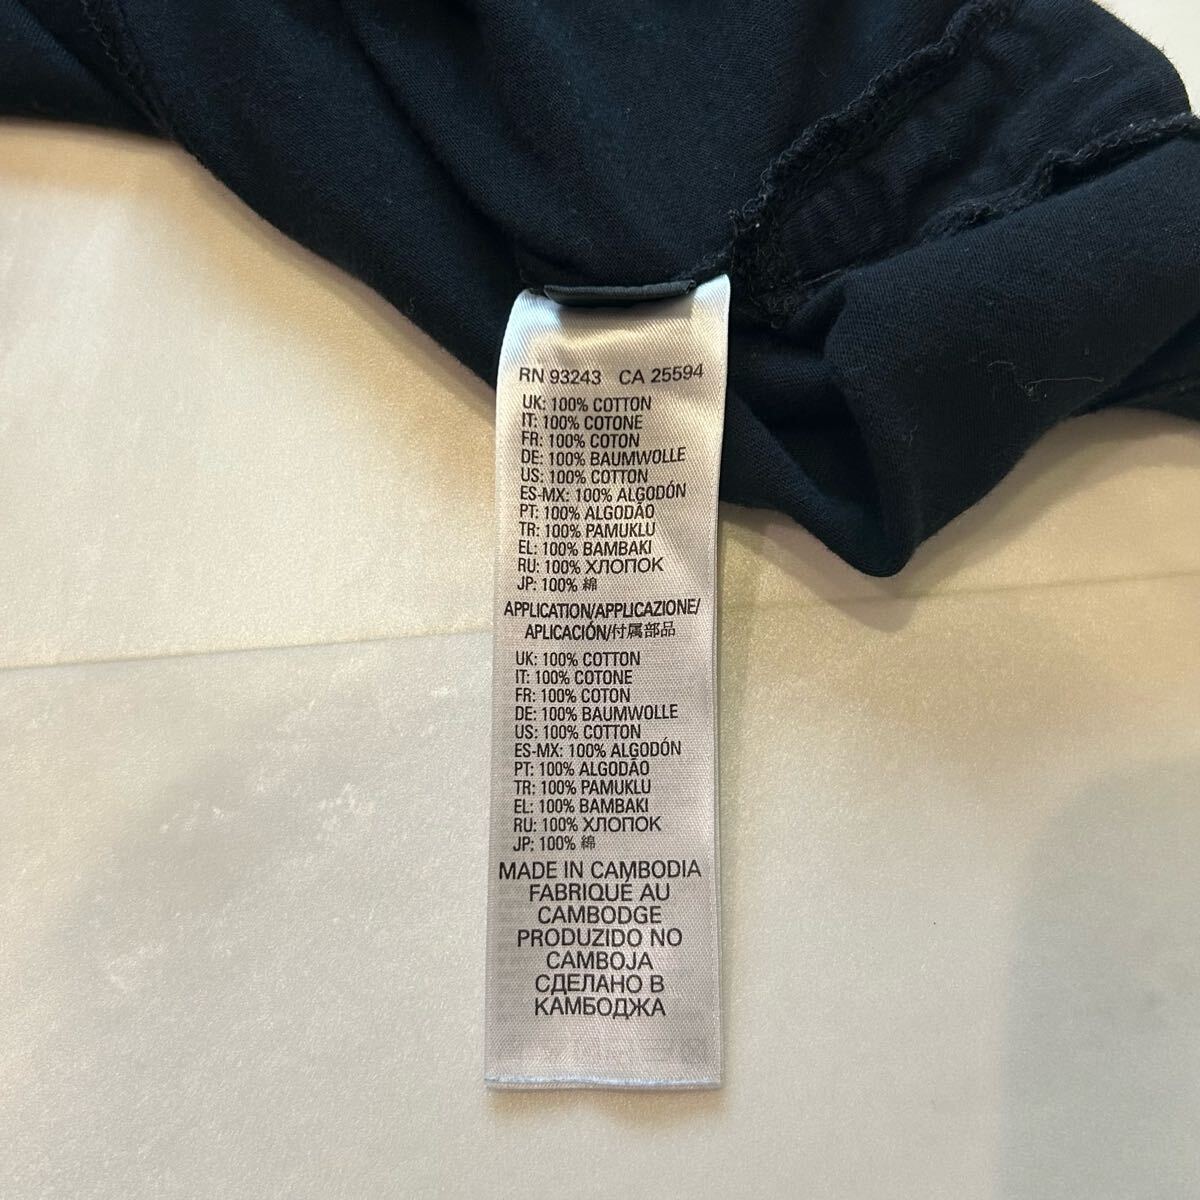 RN 93243 CA 25594
UK: 100% COTTON
IT: 100% COTONE
FR: 100% COTON
DE: 100% BAUMWOLLE
US: 100% COTTON
ES-MX: 100% ALGODÓN
PT: 100% ALGODÃO
TR: 100% PAMUKLU
EL: 100% BAMBAKI
RU: 100% ХЛОПОК
JP: 100% 綿
APPLICATION/APPLICAZIONE/
APLICACIÓN/付属部品
UK: 100% COTTON
IT: 100% COTONE
FR: 100% COTON
DE: 100% BAUMWOLLE
US: 100% COTTON
ES-MX: 100% ALGODÓN
PT: 100% ALGODÃO
TR: 100% PAMUKLU
EL: 100% BAMBAKI
RU: 100% ХЛОПОК
JP: 100% 綿
MADE IN CAMBODIA
FABRIQUÉ AU
CAMBODGE
PRODUZIDO NO
CAMBOJA
СДЕЛАНО В
КАМБОДЖА